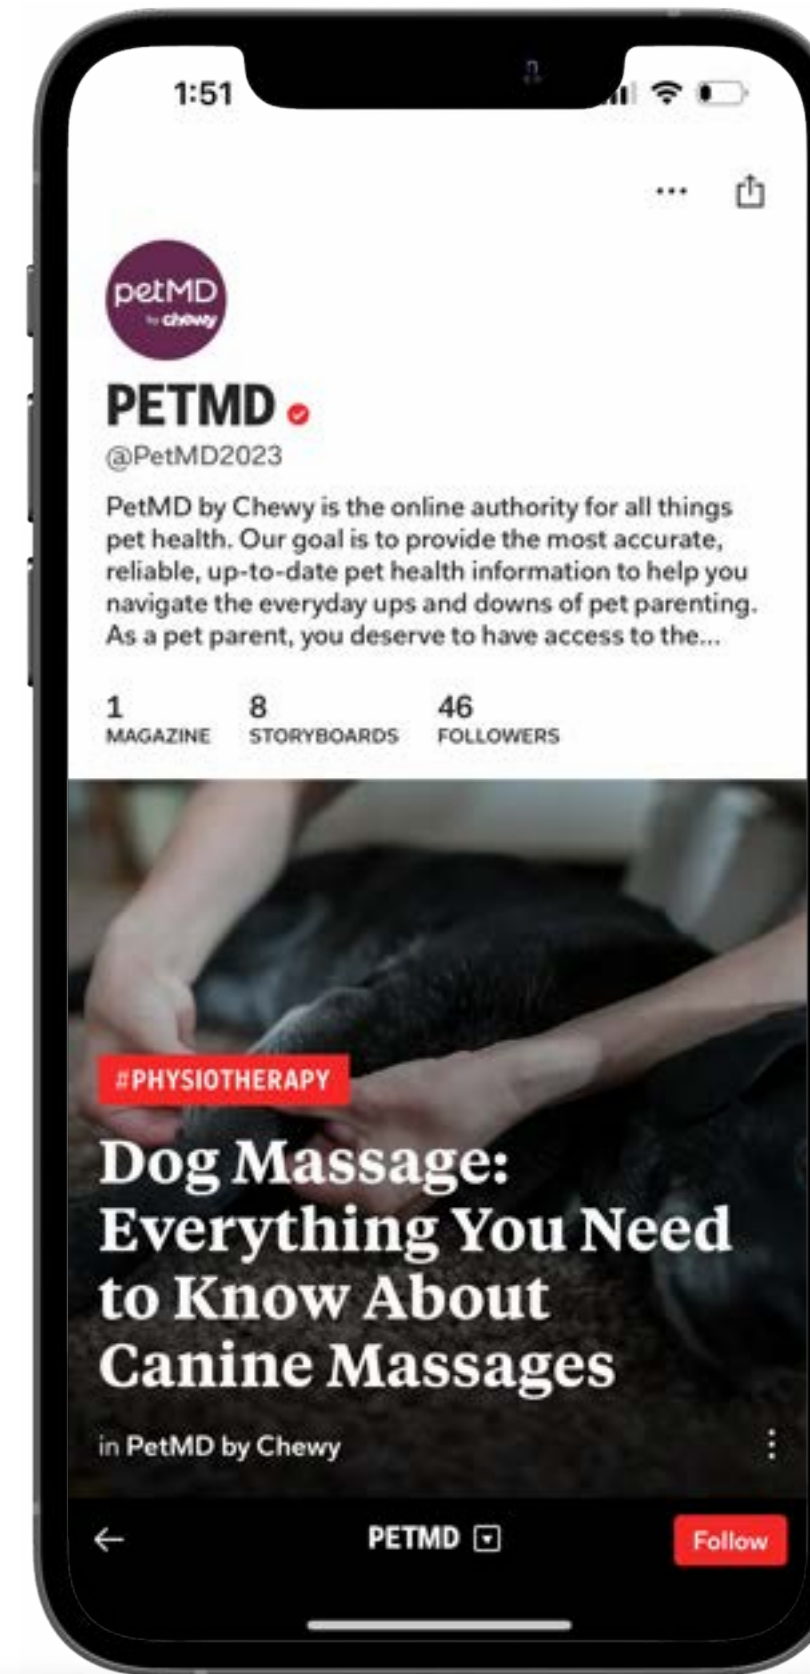 1:51
petMD
by chewy
PETMD
@PetMD2023
PetMD by Chewy is the online authority for all things
pet health. Our goal is to provide the most accurate,
reliable, up-to-date pet health information to help you
navigate the everyday ups and downs of pet parenting.
As a pet parent, you deserve to have access to the...
1 8 46
MAGAZINE STORYBOARDS FOLLOWERS
#PHYSIOTHERAPY
Dog Massage:
Everything You Need
to Know About
Canine Massages
in PetMD by Chewy
PETMD
Follow